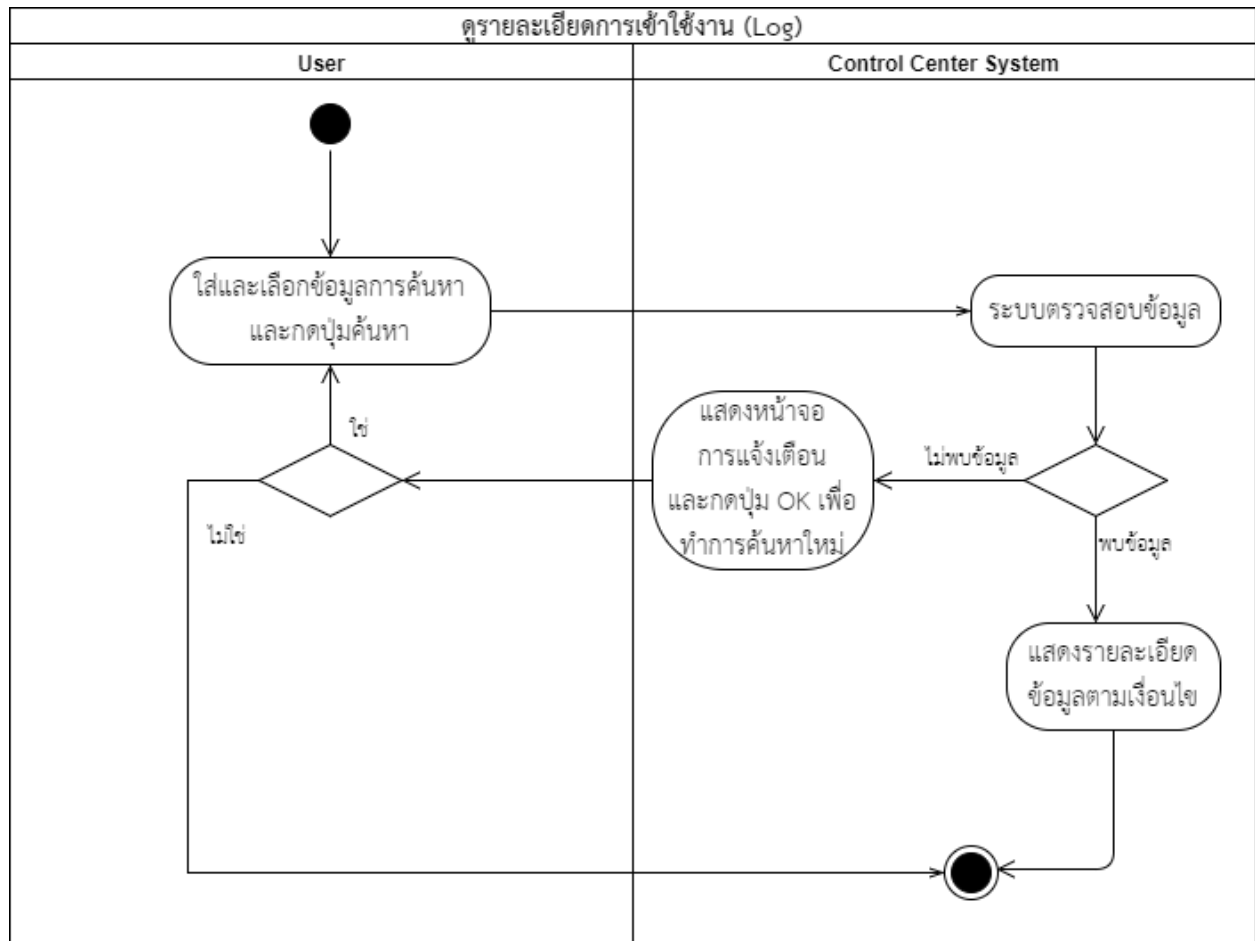 ดูรายละเอียดการเข้าใช้งาน (Log)
User
Control Center System
ใส่และเลือกข้อมูลการค้นหา
และกดปุ่มค้นหา
ระบบตรวจสอบข้อมูล
แสดงหน้าจอ
การแจ้งเตือน
และกดปุ่ม OK เพื่อ
ทำการค้นหาใหม่
ไม่พบข้อมูล
ใช่
ไม่ใช่
พบข้อมูล
แสดงรายละเอียด
ข้อมูลตามเงื่อนไข